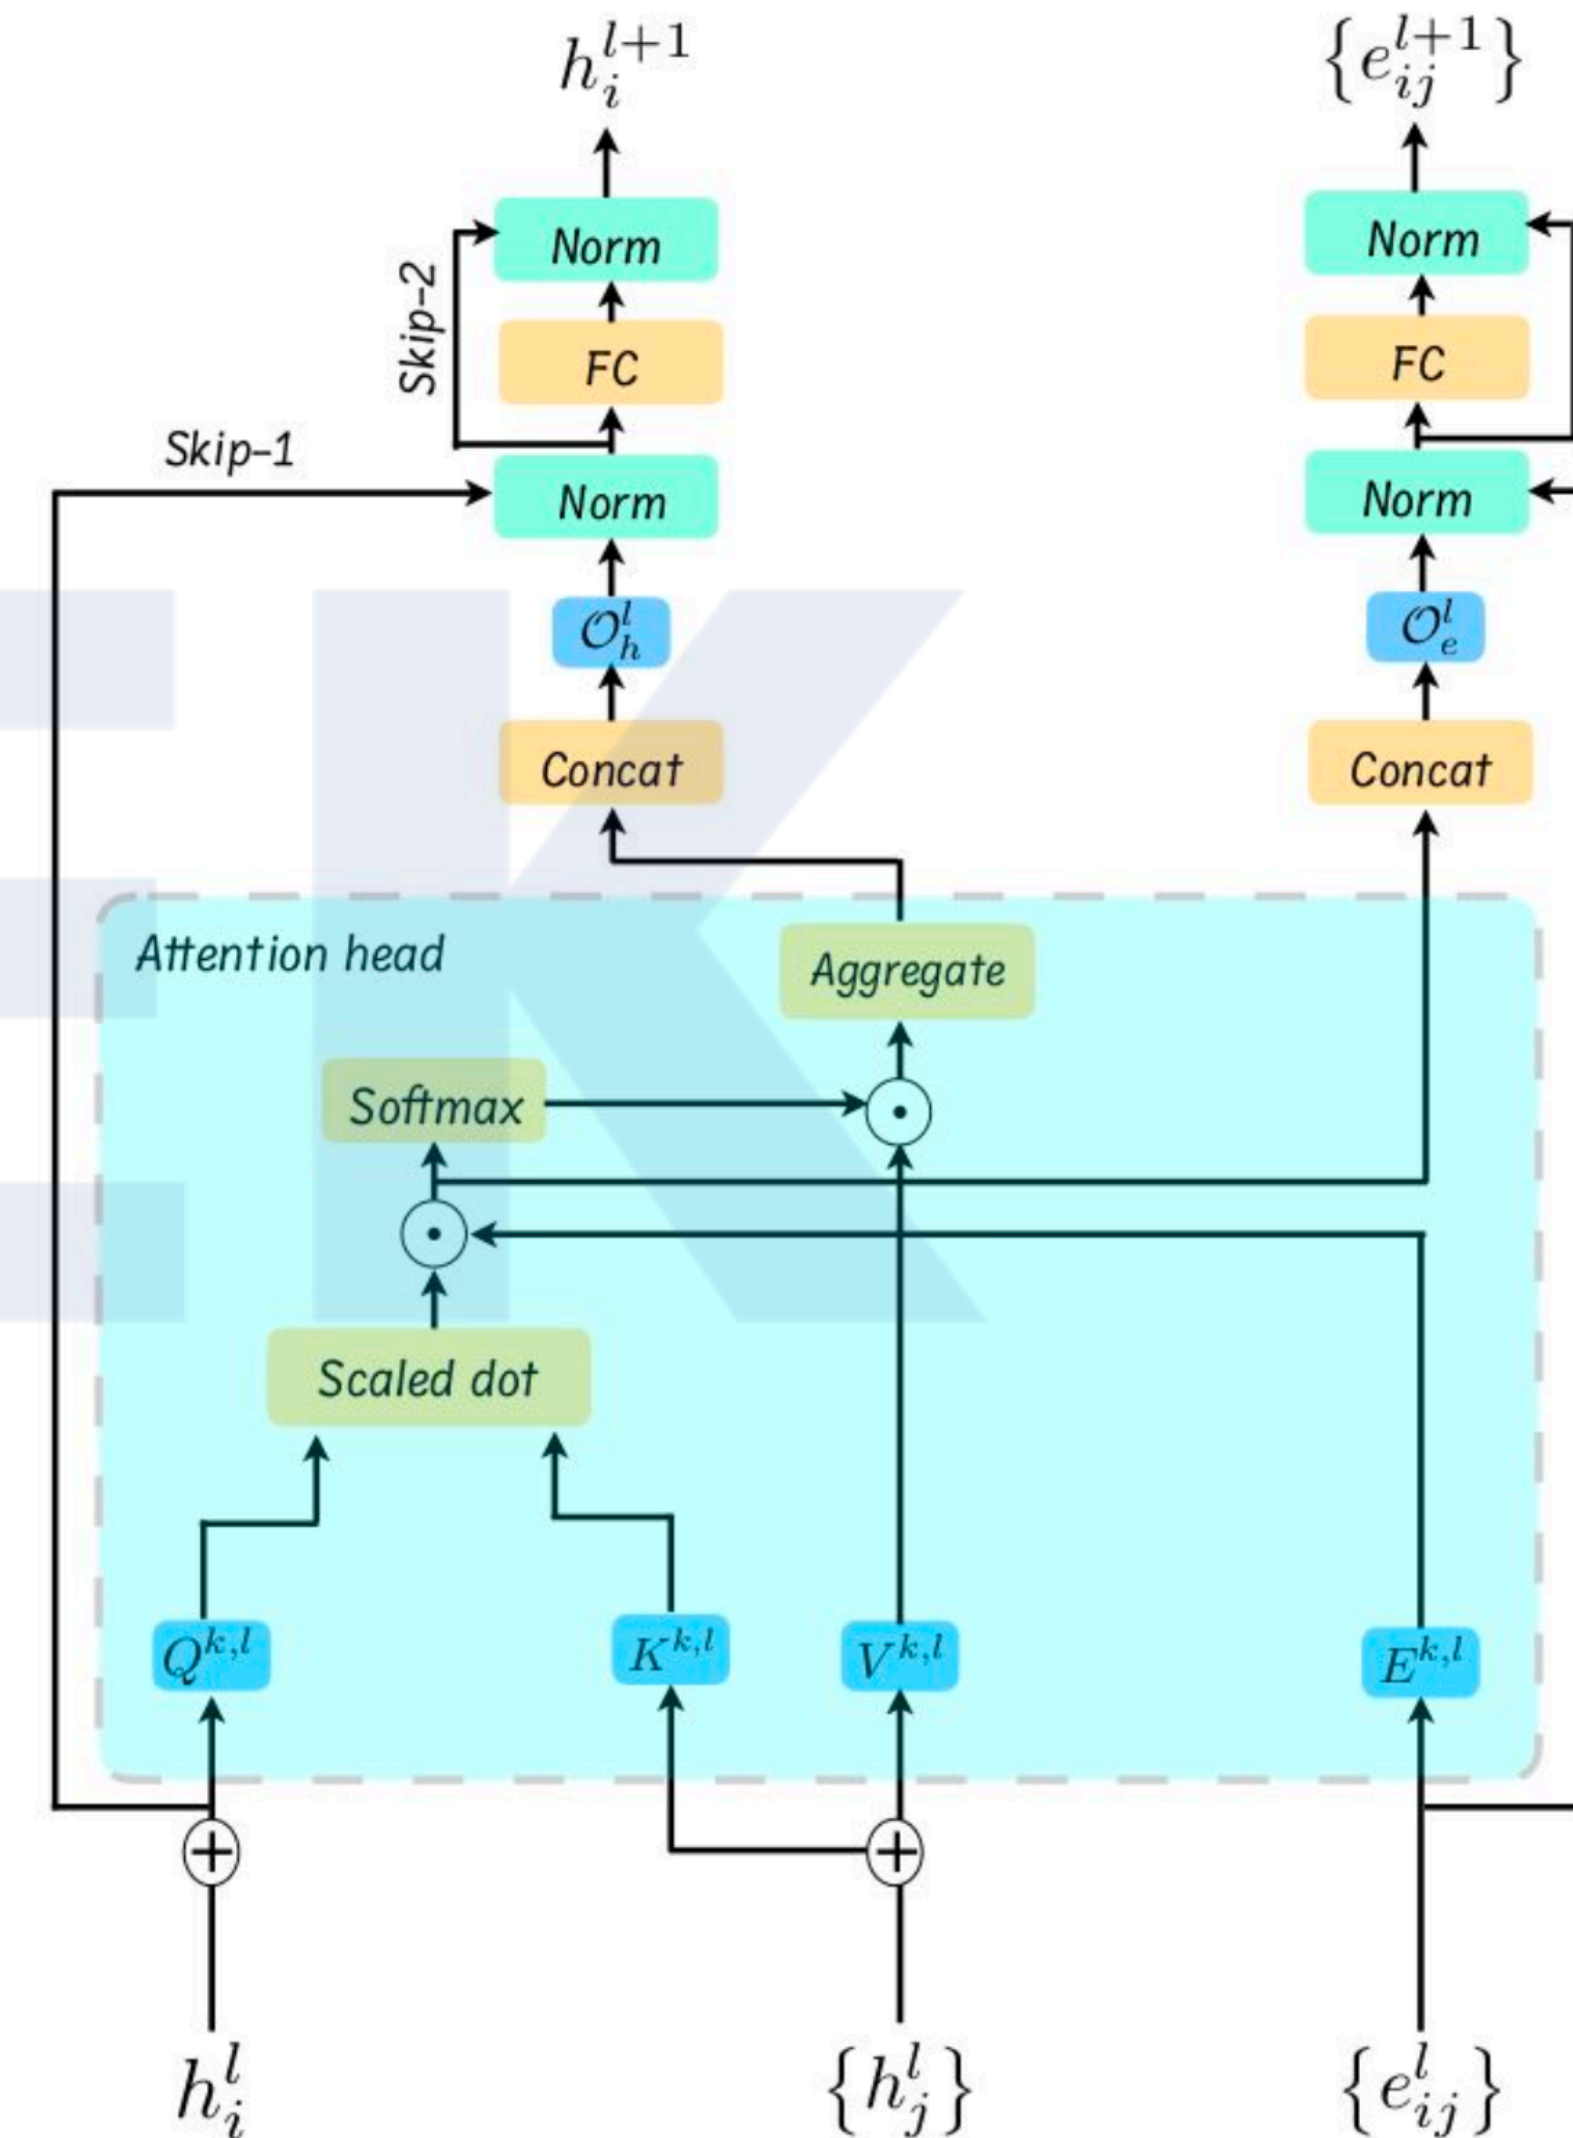 h_i^{l+1} {e_{ij}^{l+1}}
Norm Norm
Skip-2
FC FC
Skip-1
Norm Norm
O_h^l O_e^l
Concat Concat
Attention head
Aggregate
Softmax
Scaled dot
Q^{k,l} K^{k,l} V^{k,l} E^{k,l}
h_i^l {h_j^l} {e_{ij}^l}